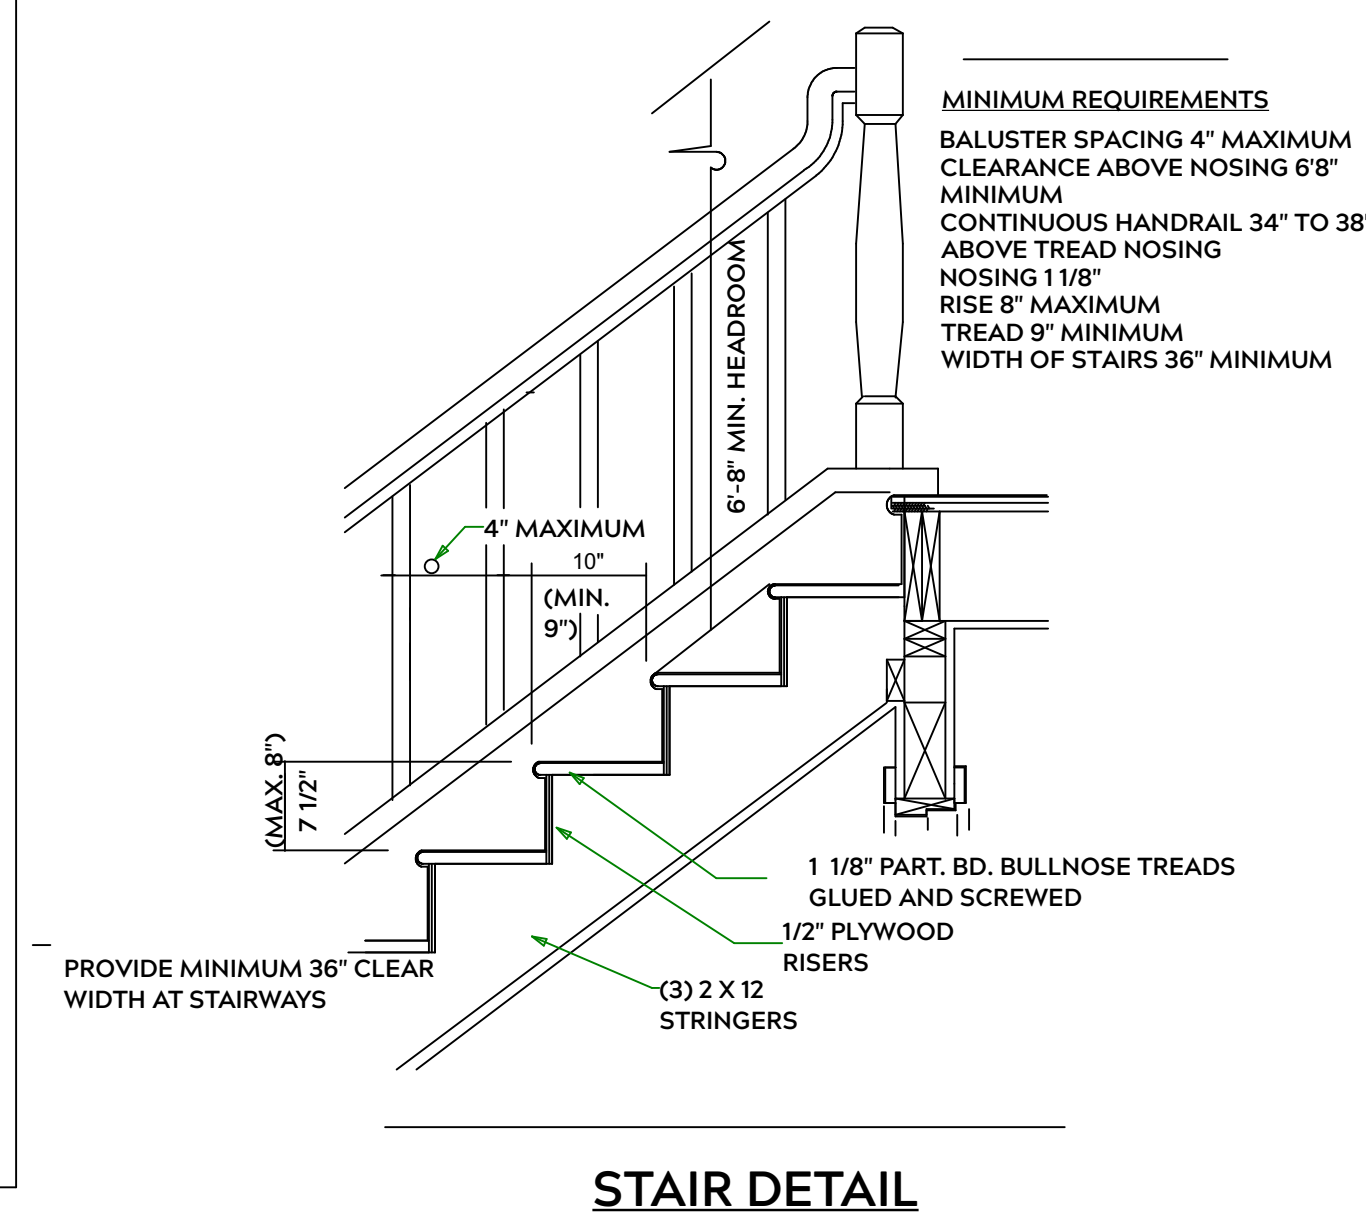 MINIMUM REQUIREMENTS
BALUSTER SPACING 4" MAXIMUM
CLEARANCE ABOVE NOSING 6'8"
MINIMUM
CONTINUOUS HANDRAIL 34" TO 38"
ABOVE TREAD NOSING
NOSING 1 1/8"
RISE 8" MAXIMUM
TREAD 9" MINIMUM
WIDTH OF STAIRS 36" MINIMUM
6'-8" MIN. HEADROOM
4" MAXIMUM
10"
(MIN.
9")
(MAX. 8")
7 1/2"
1 1/8" PART. BD. BULLNOSE TREADS
GLUED AND SCREWED
1/2" PLYWOOD
RISERS
(3) 2 X 12
STRINGERS
PROVIDE MINIMUM 36" CLEAR
WIDTH AT STAIRWAYS
STAIR DETAIL